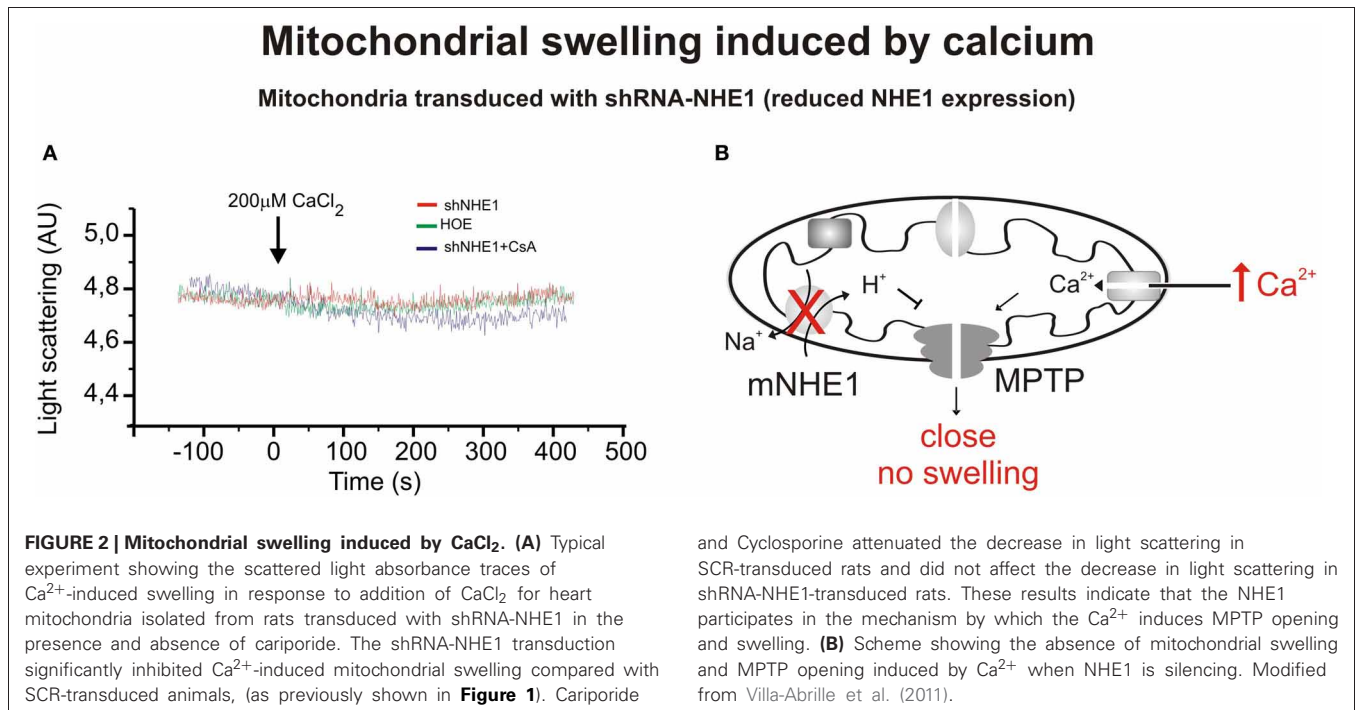 Mitochondrial swelling induced by calcium
Mitochondria transduced with shRNA-NHE1 (reduced NHE1 expression)
A
200µM CaCl2
shNHE1
HOE
shNHE1+CsA
Light scattering (AU)
5,0
4,8
4,6
4,4
-100 0 100 200 300 400 500
Time (s)
B
H+
Ca2+
Ca2+
Na+
mNHE1
MPTP
close
no swelling
FIGURE 2 | Mitochondrial swelling induced by CaCl2. (A) Typical
experiment showing the scattered light absorbance traces of
Ca2+-induced swelling in response to addition of CaCl2 for heart
mitochondria isolated from rats transduced with shRNA-NHE1 in the
presence and absence of cariporide. The shRNA-NHE1 transduction
significantly inhibited Ca2+-induced mitochondrial swelling compared with
SCR-transduced animals, (as previously shown in Figure 1). Cariporide
and Cyclosporine attenuated the decrease in light scattering in
SCR-transduced rats and did not affect the decrease in light scattering in
shRNA-NHE1-transduced rats. These results indicate that the NHE1
participates in the mechanism by which the Ca2+ induces MPTP opening
and swelling. (B) Scheme showing the absence of mitochondrial swelling
and MPTP opening induced by Ca2+ when NHE1 is silencing. Modified
from Villa-Abrille et al. (2011).